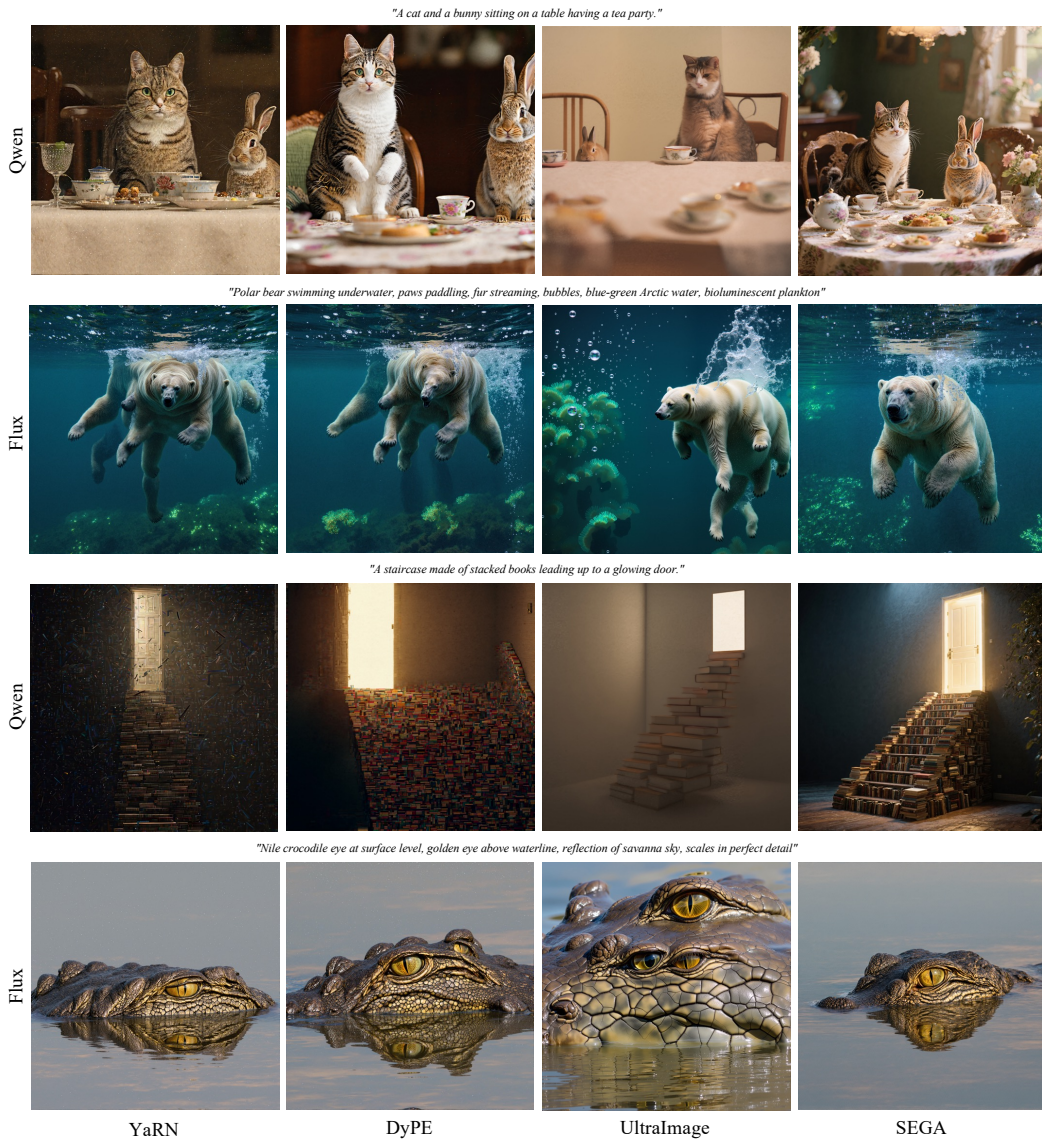 "A cat and a bunny sitting on a table having a tea party."
Qwen
"Polar bear swimming underwater, paws paddling, fur streaming, bubbles, blue-green Arctic water, bioluminescent plankton"
Flux
"A staircase made of stacked books leading up to a glowing door."
Qwen
"Nile crocodile eye at surface level, golden eye above waterline, reflection of savanna sky, scales in perfect detail"
Flux
YaRN DyPE UltraImage SEGA